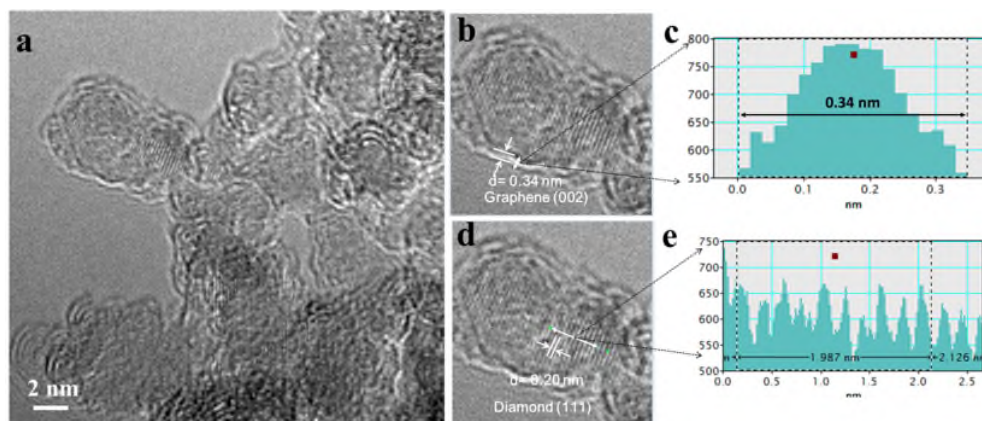 a
2 nm
b
d= 0.34 nm
Graphene (002)
c
800
750
700
650
600
550
0.34 nm
0.0 0.1 0.2 0.3
nm
d
d= 0.20nm
Diamond (111)
e
750
700
650
600
550
500
1.987 nm 2.126 nm
0.0 0.5 1.0 1.5 2.0 2.5
nm